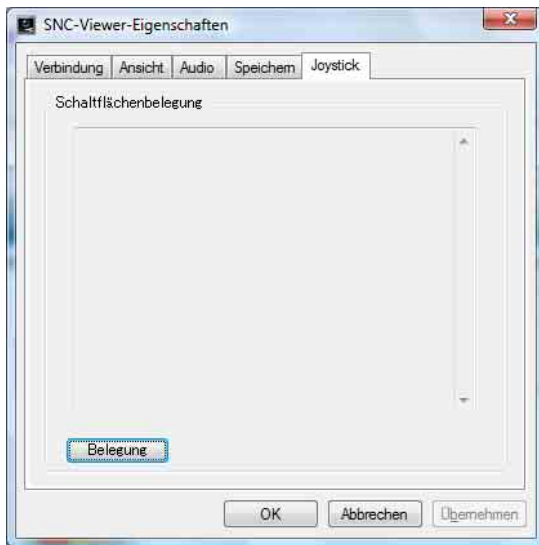 SNC-Viewer-Eigenschaften
Verbindung Ansicht Audio Speichern Joystick
Schaltflächenbelegung
Belegung
OK Abbrechen Übernehmen